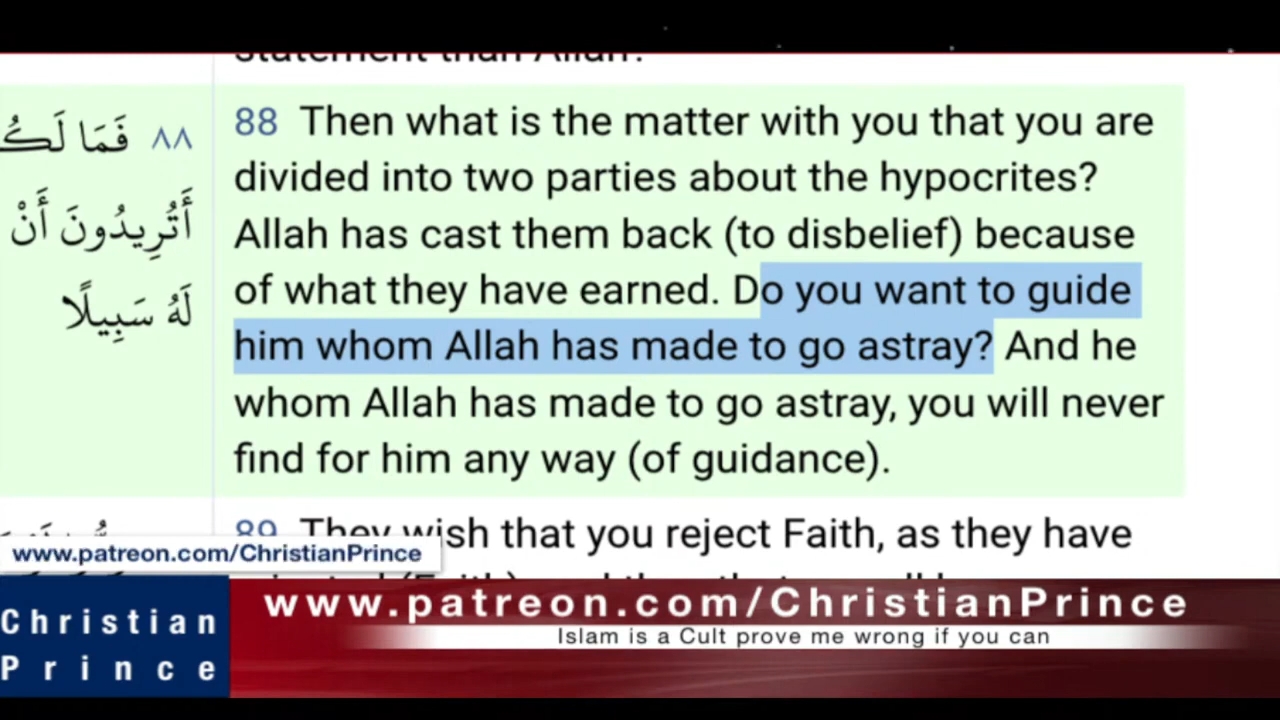 statement than Allah?
٨٨ فَمَا لَكُ
أَتُرِيدُونَ أَنْ
لَهُ سَبِيلًا
88 Then what is the matter with you that you are
divided into two parties about the hypocrites?
Allah has cast them back (to disbelief) because
of what they have earned. Do you want to guide
him whom Allah has made to go astray? And he
whom Allah has made to go astray, you will never
find for him any way (of guidance).
89 They wish that you reject Faith, as they have
www.patreon.com/ChristianPrince
Christian
Prince
www.patreon.com/ChristianPrince
Islam is a Cult prove me wrong if you can